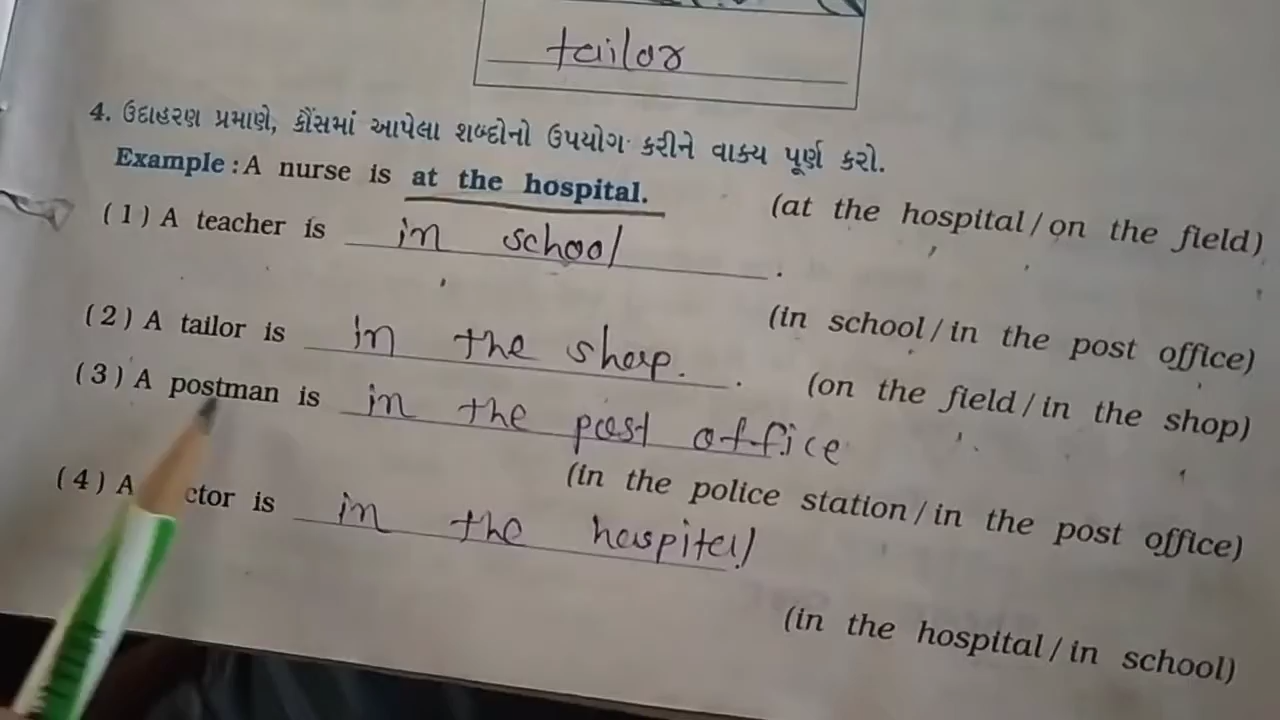 tailor
4. ઉદાહરણ પ્રમાણે, કૌંસમાં આપેલા શબ્દોનો ઉપયોગ કરીને વાક્ય પૂર્ણ કરો.
Example : A nurse is at the hospital.
(at the hospital / on the field)
(1) A teacher is in school.
(in school / in the post office)
(2) A tailor is in the shop.
(on the field / in the shop)
(3) A postman is in the post office
(in the police station / in the post office)
(4) A ctor is in the hospital
(in the hospital / in school)